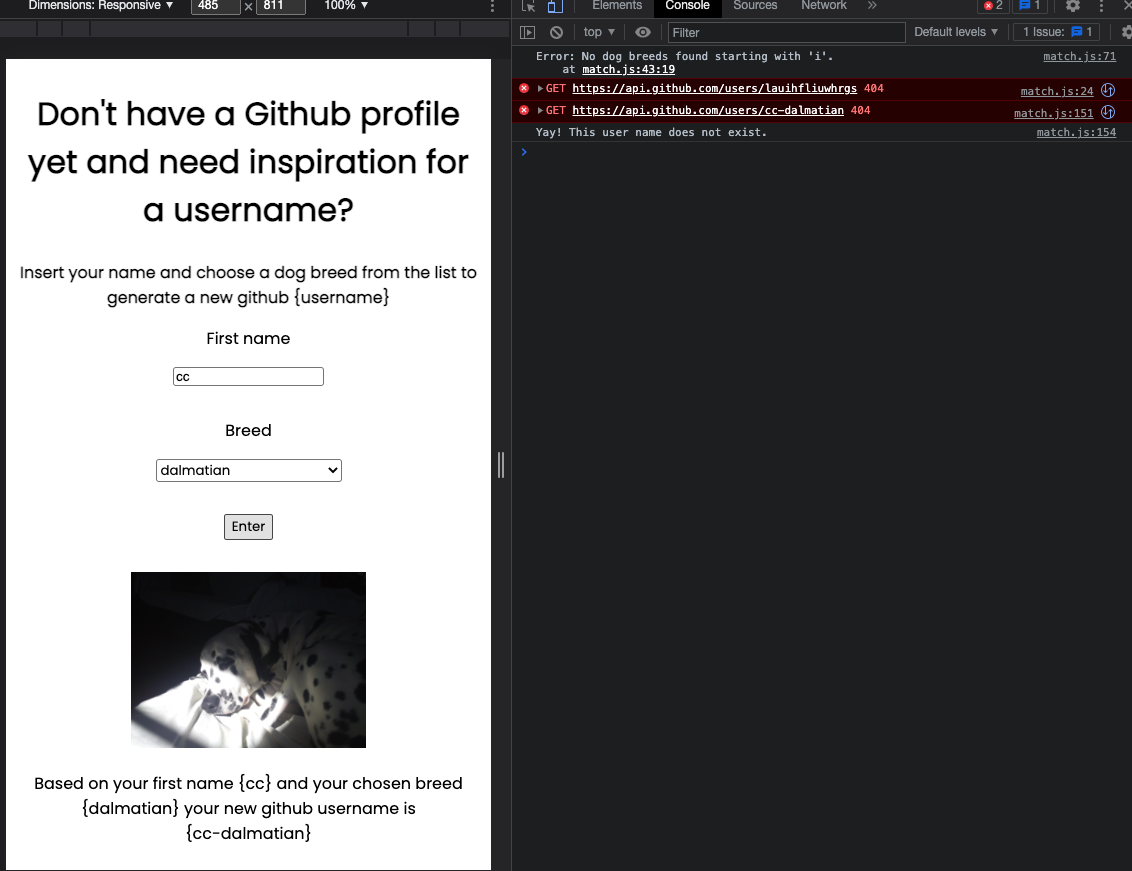 Dimensions: Responsive ▼ 485 × 811 100% ▼
Elements Console Sources Network » 2 1
top ▼ Filter Default levels ▼ 1 Issue: 1
Don't have a Github profile
yet and need inspiration for
a username?
Insert your name and choose a dog breed from the list to
generate a new github {username}
First name
cc
Breed
dalmatian
Enter
Based on your first name {cc} and your chosen breed
{dalmatian} your new github username is
{cc-dalmatian}
Error: No dog breeds found starting with 'i'. match.js:71
at match.js:43:19
GET https://api.github.com/users/lauihfliuwhrgs 404 match.js:24
GET https://api.github.com/users/cc-dalmatian 404 match.js:151
Yay! This user name does not exist. match.js:154